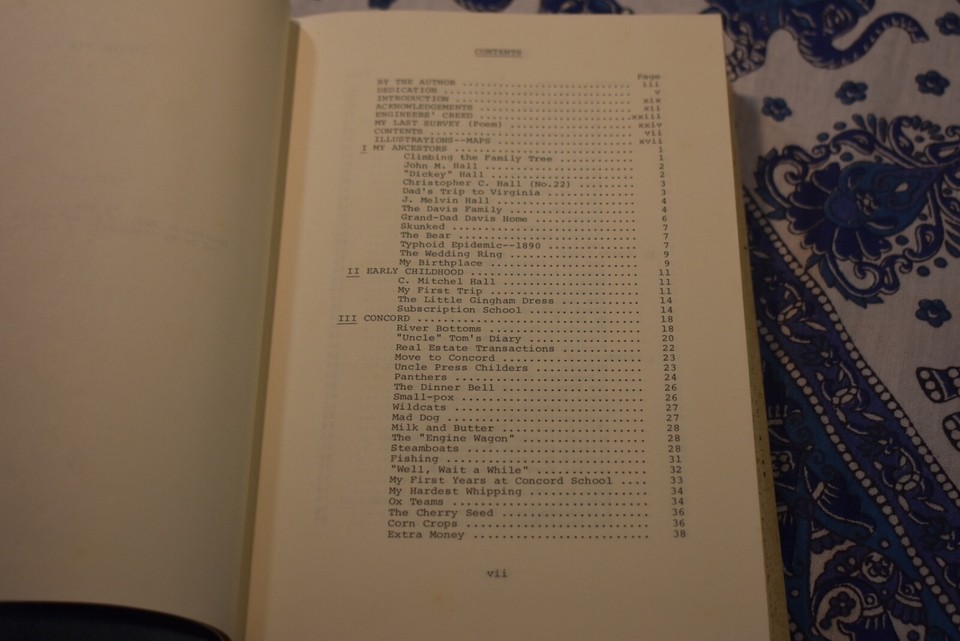 CONTENTS
Page
BY THE AUTHOR .......................... iii
DEDICATION .............................. v
INTRODUCTION ........................... xix
ACKNOWLEDGEMENTS ....................... xii
ENGINEERS' CREED .......................xxiii
MY LAST SURVEY (Poem) .................. xxiv
CONTENTS ............................... vii
ILLUSTRATIONS--MAPS .................... xvii
I MY ANCESTORS ............................ 1
Climbing the Family Tree ........... 1
John M. Hall ....................... 2
"Dickey" Hall ...................... 2
Christopher C. Hall (No.22) ........ 3
Dad's Trip to Virginia ............. 3
J. Melvin Hall ..................... 4
The Davis Family ................... 4
Grand-Dad Davis Home ............... 6
Skunked ............................ 7
The Bear ........................... 7
Typhoid Epidemic--1890 ............. 7
The Wedding Ring ................... 9
My Birthplace ...................... 9
II EARLY CHILDHOOD ......................... 11
C. Mitchel Hall .................... 11
My First Trip ...................... 11
The Little Gingham Dress ........... 14
Subscription School ................ 14
III CONCORD ................................. 18
River Bottoms ...................... 18
"Uncle" Tom's Diary ................ 20
Real Estate Transactions ........... 22
Move to Concord .................... 23
Uncle Press Childers ............... 23
Panthers ........................... 24
The Dinner Bell .................... 26
Small-pox .......................... 26
Wildcats ........................... 27
Mad Dog ............................ 27
Milk and Butter .................... 28
The "Engine Wagon" ................. 28
Steamboats ......................... 28
Fishing ............................ 31
"Well, Wait a While" ............... 32
My First Years at Concord School .... 33
My Hardest Whipping ................ 34
Ox Teams ........................... 34
The Cherry Seed .................... 36
Corn Crops ......................... 36
Extra Money ........................ 38
vii